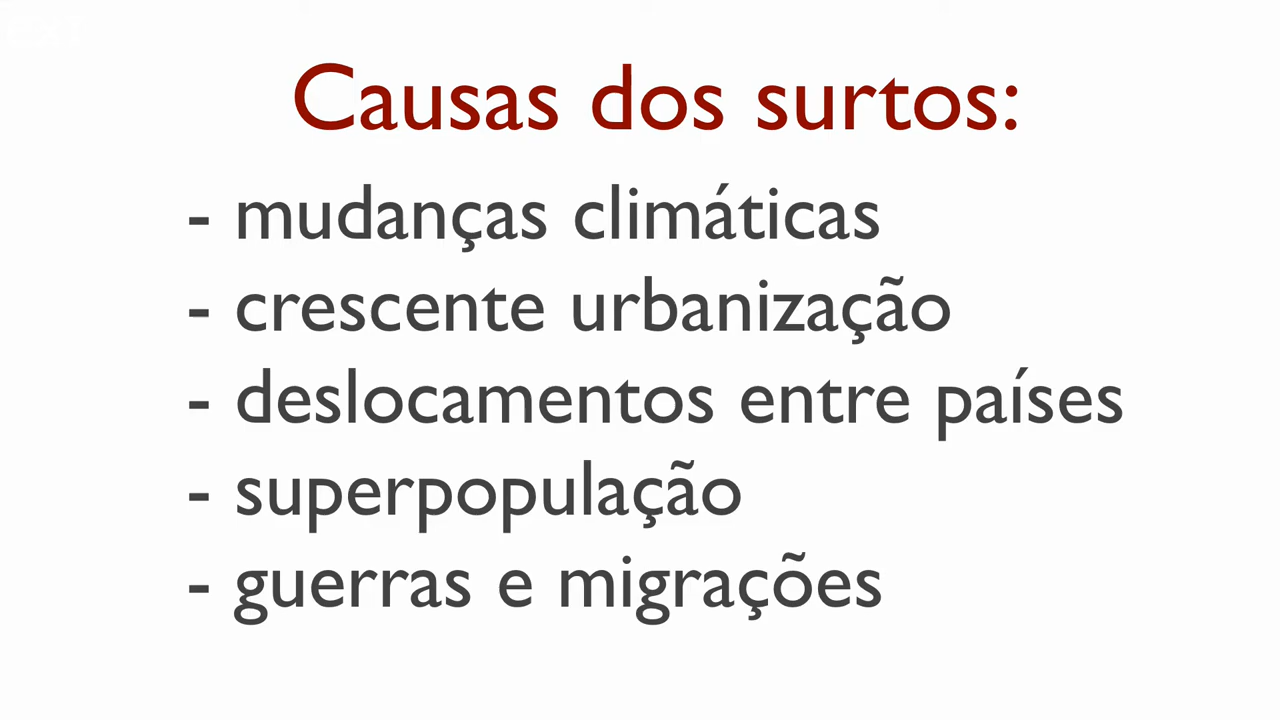 Causas dos surtos:
- mudanças climáticas
- crescente urbanização
- deslocamentos entre países
- superpopulação
- guerras e migrações